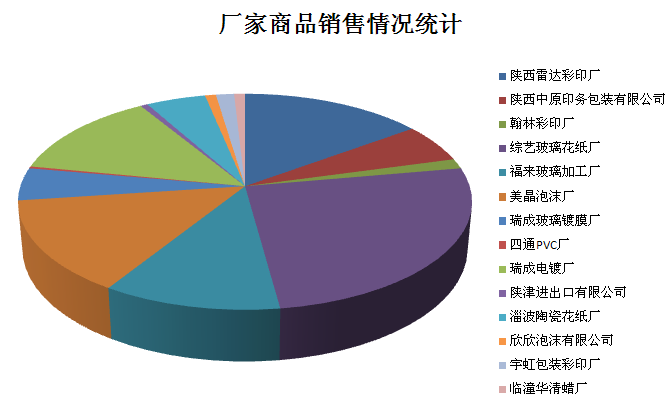 厂家商品销售情况统计
陕西雷达彩印厂
陕西中原印务包装有限公司
翰林彩印厂
综艺玻璃花纸厂
福来玻璃加工厂
美晶泡沫厂
瑞成玻璃镀膜厂
四通PVC厂
瑞成电镀厂
陕津进出口有限公司
淄波陶瓷花纸厂
欣欣泡沫有限公司
宇虹包装彩印厂
临潼华清蜡厂